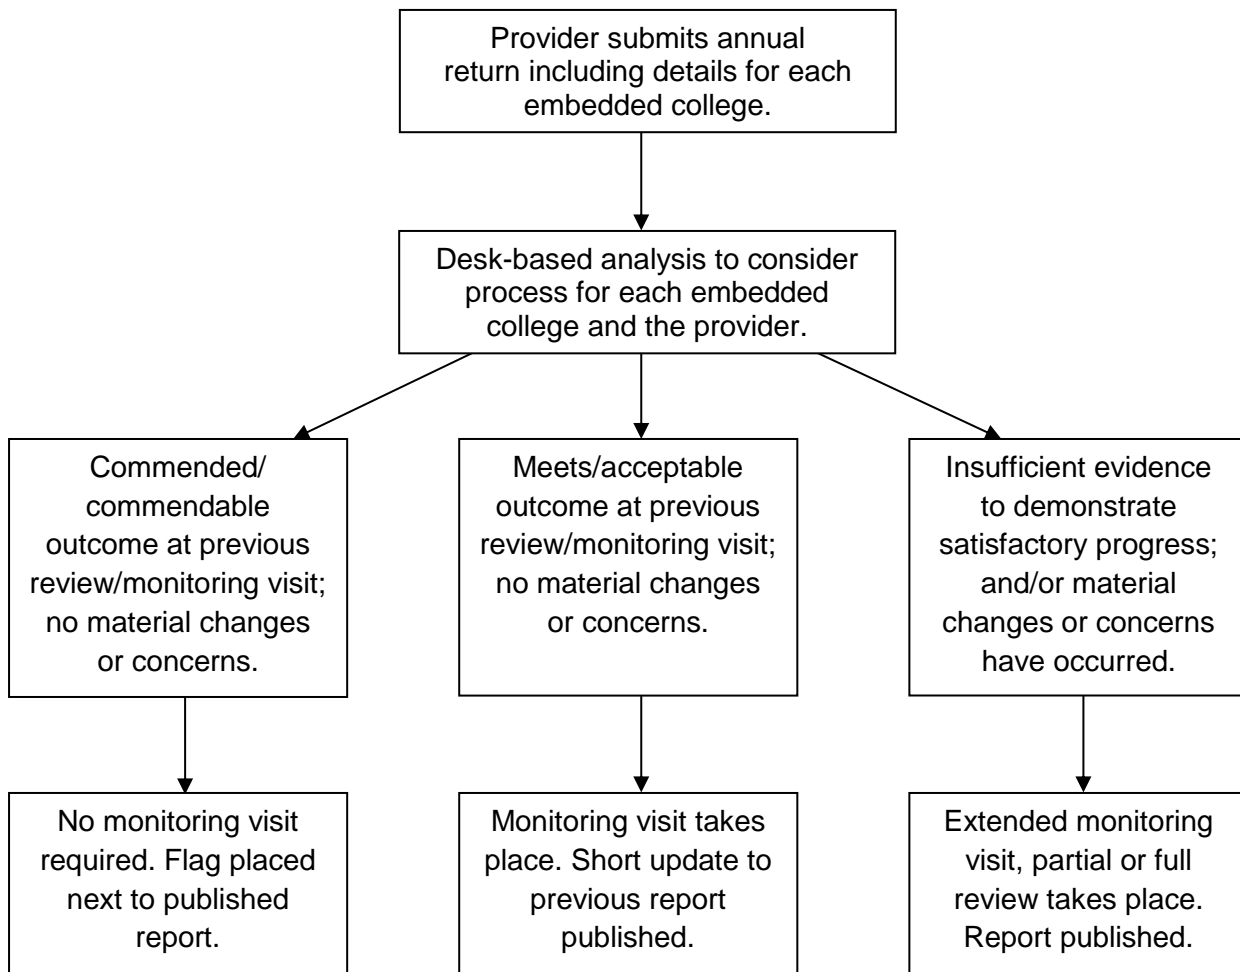 Provider submits annual
return including details for each
embedded college.
Desk-based analysis to consider
process for each embedded
college and the provider.
Commended/
commendable
outcome at previous
review/monitoring visit;
no material changes
or concerns.
Meets/acceptable
outcome at previous
review/monitoring visit;
no material changes
or concerns.
Insufficient evidence
to demonstrate
satisfactory progress;
and/or material
changes or concerns
have occurred.
No monitoring visit
required. Flag placed
next to published
report.
Monitoring visit takes
place. Short update to
previous report
published.
Extended monitoring
visit, partial or full
review takes place.
Report published.